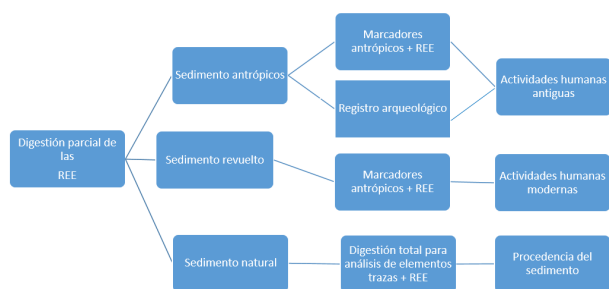 Digestión parcial de
las
REE
Sedimento antrópicos
Sedimento revuelto
Sedimento natural
Marcadores
antrópicos + REE
Registro arqueológico
Marcadores
antrópicos + REE
Digestión total para
análisis de elementos
trazas + REE
Actividades humanas
antiguas
Actividades humanas
modernas
Procedencia del
sedimento